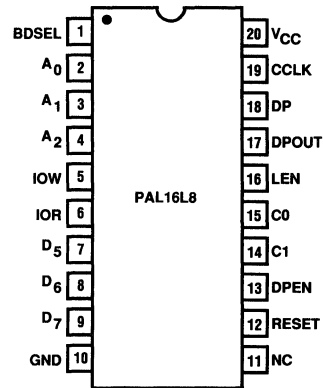 BDSEL 1 20 VCC
A0 2 19 CCLK
A1 3 18 DP
A2 4 17 DPOUT
IOW 5 16 LEN
PAL16L8
IOR 6 15 C0
D5 7 14 C1
D6 8 13 DPEN
D7 9 12 RESET
GND 10 11 NC